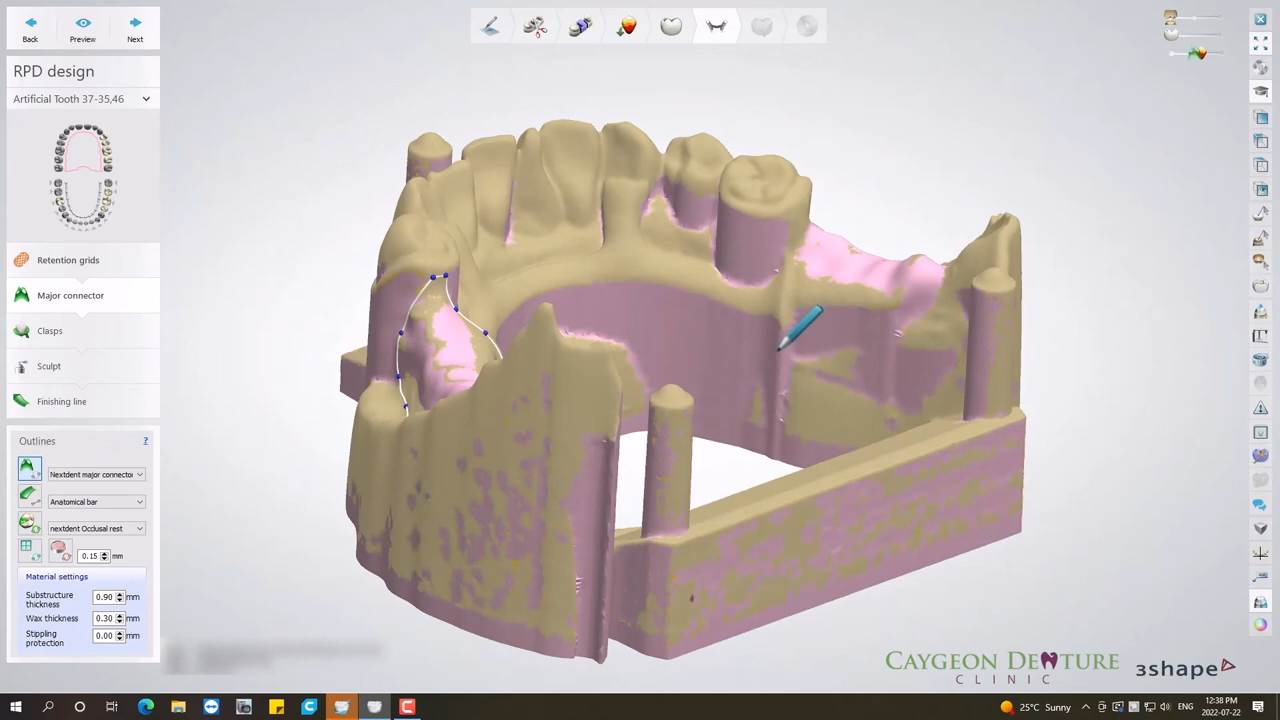 Back
Preview
Next
RPD design
Artificial Tooth 37-35,46
Retention grids
Major connector
Clasps
Sculpt
Finishing line
Outlines
?
Nextdent major connector
Anatomical bar
nextdent Occlusal rest
0.15 mm
Material settings
Substructure thickness 0.90 mm
Wax thickness 0.30 mm
Stippling protection 0.00 mm
CAYGEON DENTURE
CLINIC
3shape
25°C Sunny
ENG
12:38 PM
2022-07-22